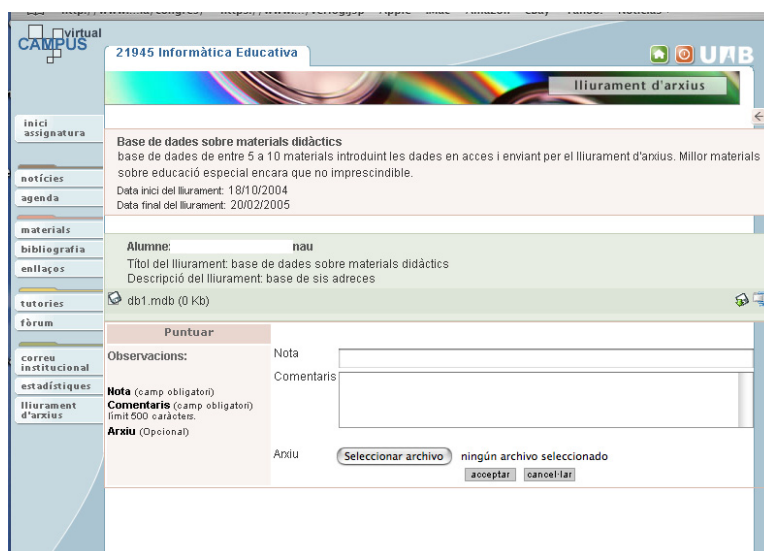 virtual
CAMPUS
21945 Informàtica Educativa
UAB
lliurament d'arxius
inici
assignatura
notícies
agenda
materials
bibliografia
enllaços
tutories
fòrum
correu
institucional
estadístiques
lliurament
d'arxius
Base de dades sobre materials didàctics
base de dades de entre 5 a 10 materials introduint les dades en acces i enviant per el lliurament d'arxius. Millor materials
sobre educació especial encara que no imprescindible.
Data inici del lliurament: 18/10/2004
Data final del lliurament: 20/02/2005
Alumne: nau
Títol del lliurament: base de dades sobre materials didàctics
Descripció del lliurament: base de sis adreces
db1.mdb (0 Kb)
Puntuar
Observacions:
Nota (camp obligatori)
Comentaris (camp obligatori)
límit 500 caràcters.
Arxiu (Opcional)
Nota
Comentaris
Arxiu Seleccionar archivo ningún archivo seleccionado
acceptar cancel·lar